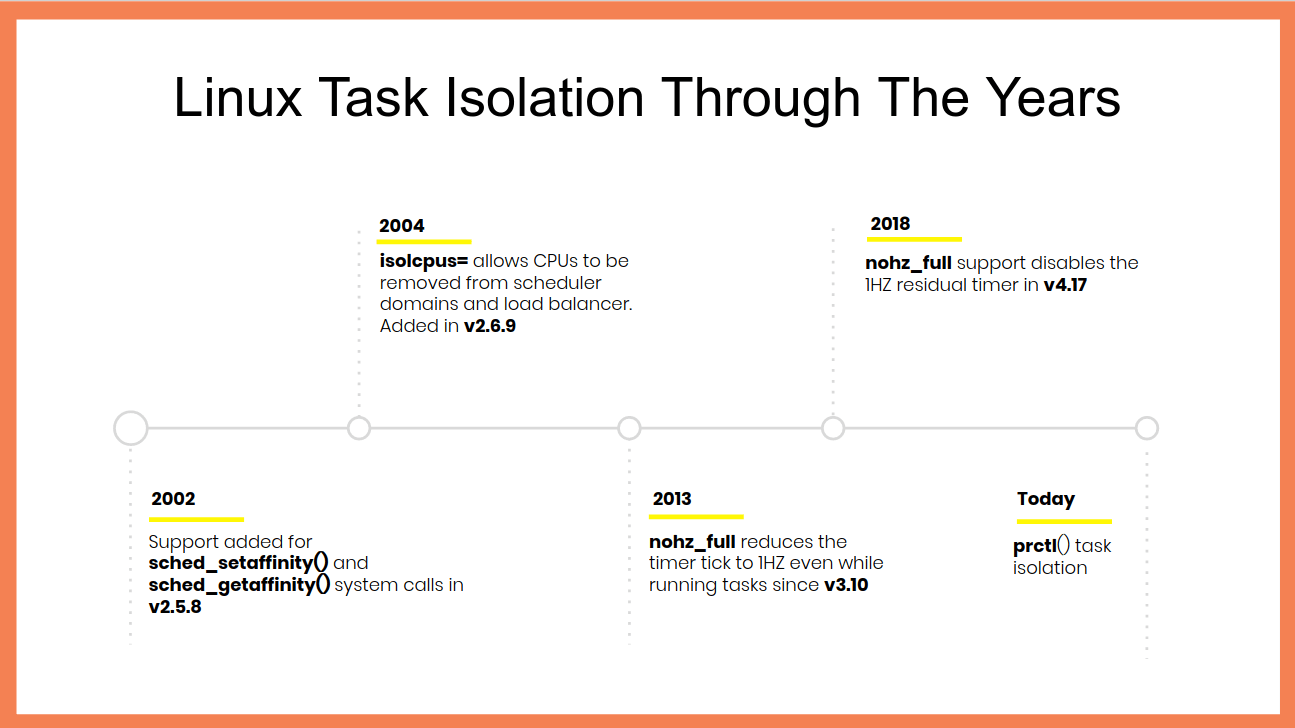 Linux Task Isolation Through The Years
2004
isolcpus= allows CPUs to be
removed from scheduler
domains and load balancer.
Added in v2.6.9
2018
nohz_full support disables the
1HZ residual timer in v4.17
2002
Support added for
sched_setaffinity() and
sched_getaffinity() system calls in
v2.5.8
2013
nohz_full reduces the
timer tick to 1HZ even while
running tasks since v3.10
Today
prctl() task
isolation